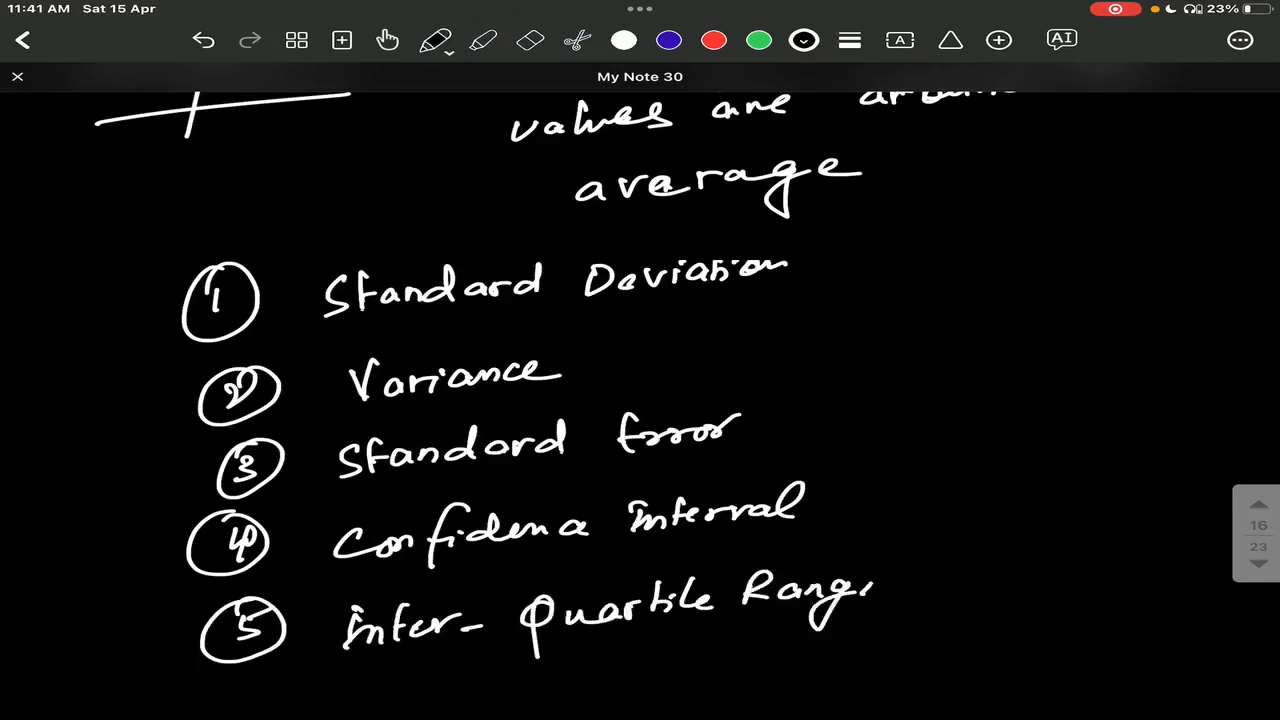 11:41 AM Sat 15 Apr
23%
A
AI
My Note 30
values are
average
1 Standard Deviation
2 Variance
3 Standard Error
4 Confidence interval
5 inter-Quartile Range
16
23